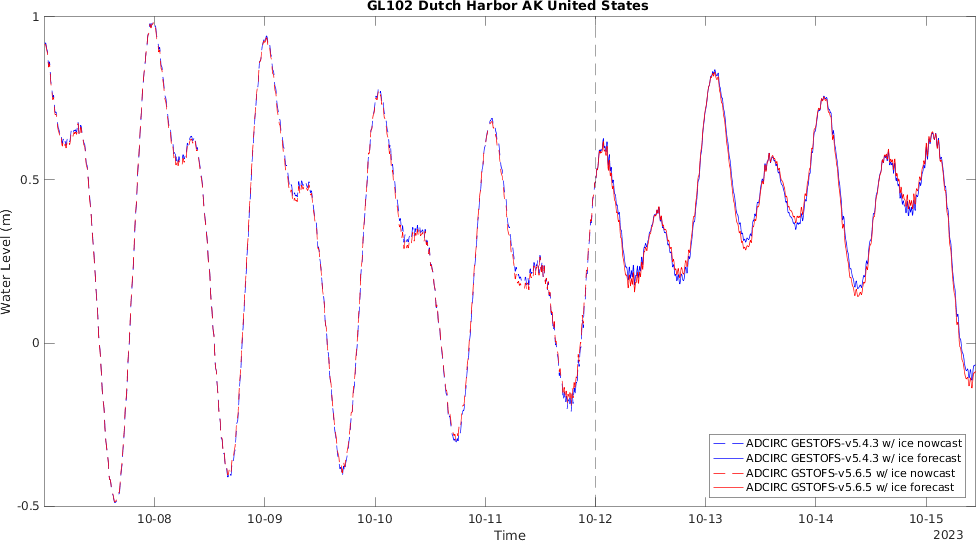 GL102 Dutch Harbor AK United States
1
0.5
0
-0.5
Water Level (m)
10-08 10-09 10-10 10-11 10-12 10-13 10-14 10-15
Time
2023
ADCIRC GESTOFS-v5.4.3 w/ ice nowcast
ADCIRC GESTOFS-v5.4.3 w/ ice forecast
ADCIRC GSTOFS-v5.6.5 w/ ice nowcast
ADCIRC GSTOFS-v5.6.5 w/ ice forecast